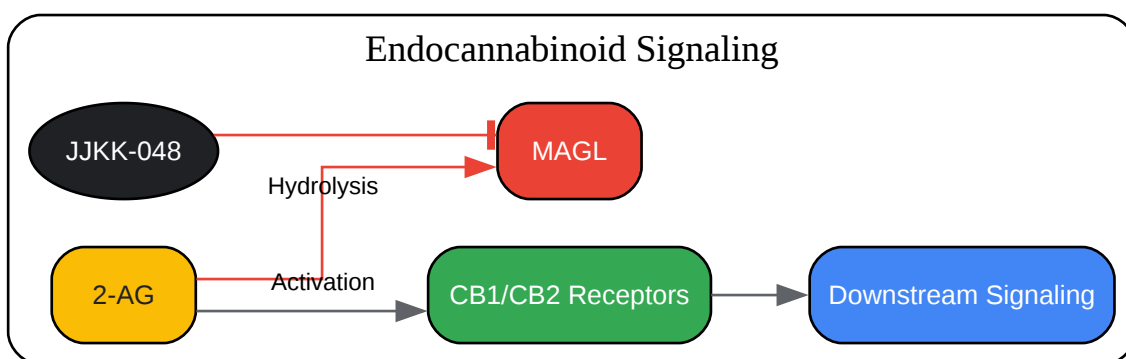 Endocannabinoid Signaling
JJKK-048
MAGL
Hydrolysis
2-AG
Activation
CB1/CB2 Receptors
Downstream Signaling